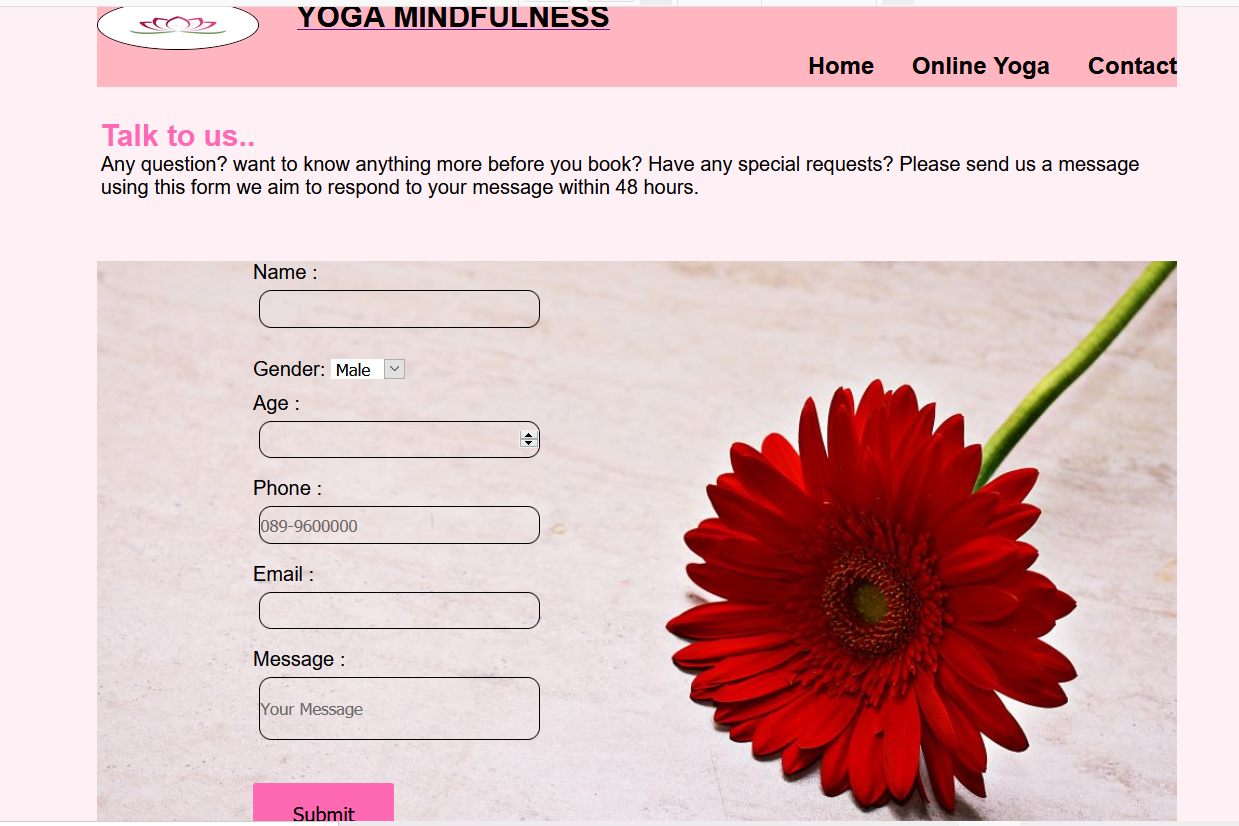 YOGA MINDFULNESS
Home Online Yoga Contact
Talk to us..
Any question? want to know anything more before you book? Have any special requests? Please send us a message
using this form we aim to respond to your message within 48 hours.
Name :
Gender: Male
Age :
Phone :
089-9600000
Email :
Message :
Your Message
Submit